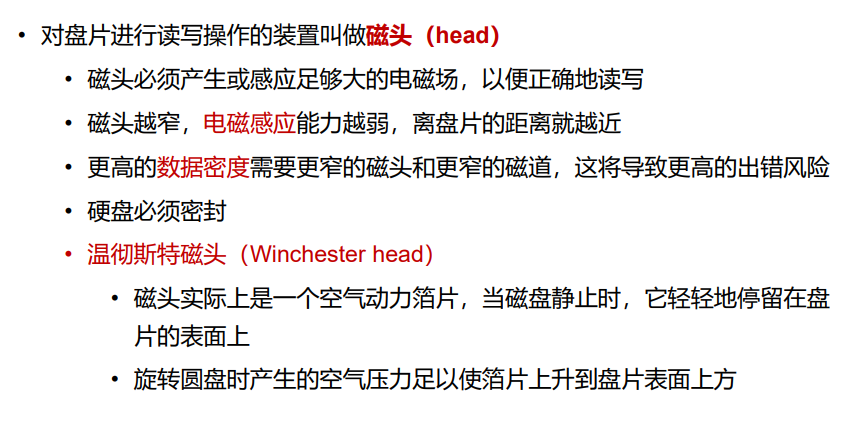 • 对盘片进行读写操作的装置叫做磁头（head）
• 磁头必须产生或感应足够大的电磁场，以便正确地读写
• 磁头越窄，电磁感应能力越弱，离盘片的距离就越近
• 更高的数据密度需要更窄的磁头和更窄的磁道，这将导致更高的出错风险
• 硬盘必须密封
• 温彻斯特磁头（Winchester head）
• 磁头实际上是一个空气动力箔片，当磁盘静止时，它轻轻地停留在盘
片的表面上
• 旋转圆盘时产生的空气压力足以使箔片上升到盘片表面上方